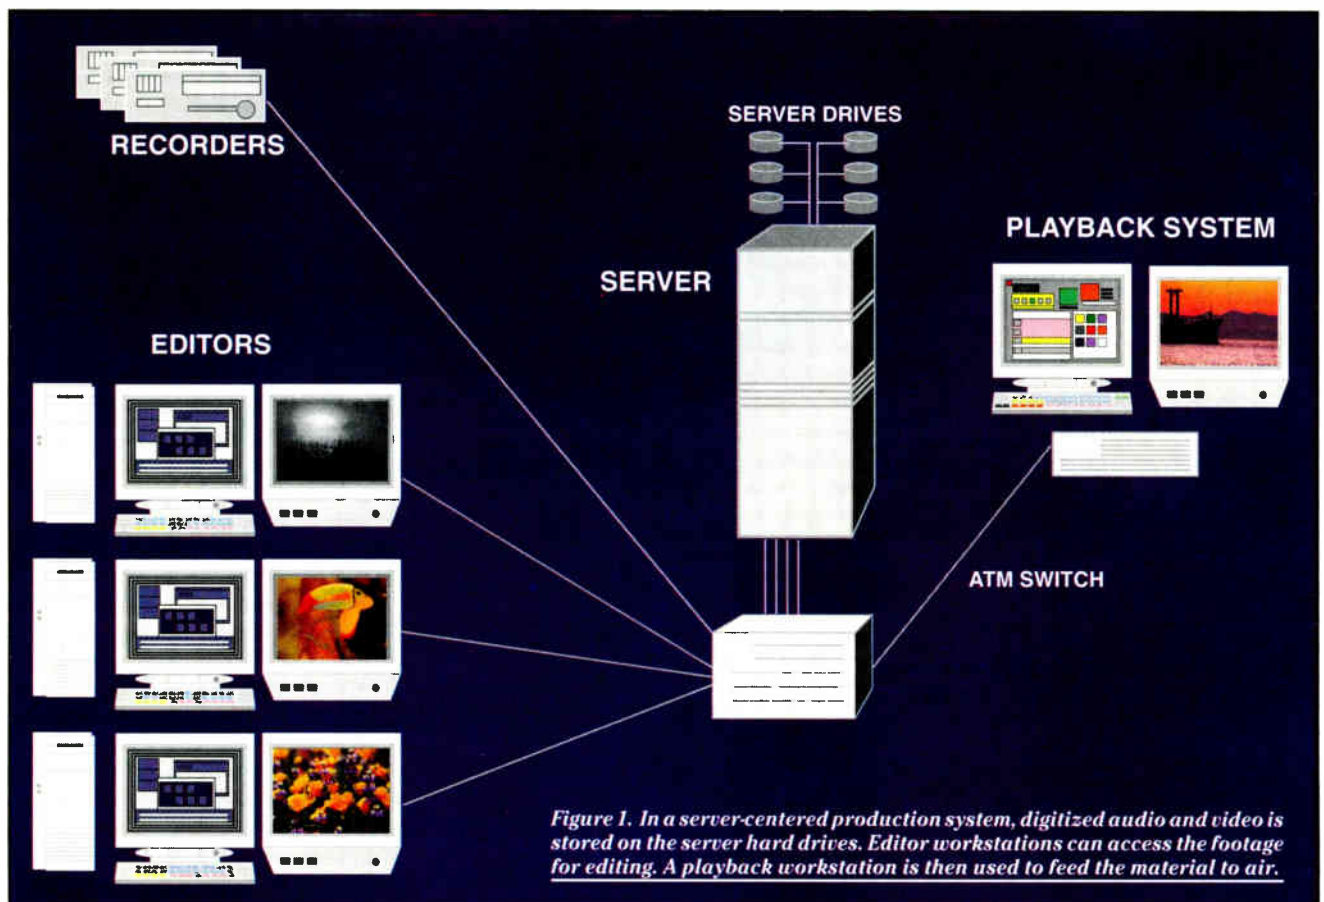 RECORDERS
SERVER DRIVES
PLAYBACK SYSTEM
SERVER
EDITORS
ATM SWITCH
Figure 1. In a server-centered production system, digitized audio and video is
stored on the server hard drives. Editor workstations can access the footage
for editing. A playback workstation is then used to feed the material to air.